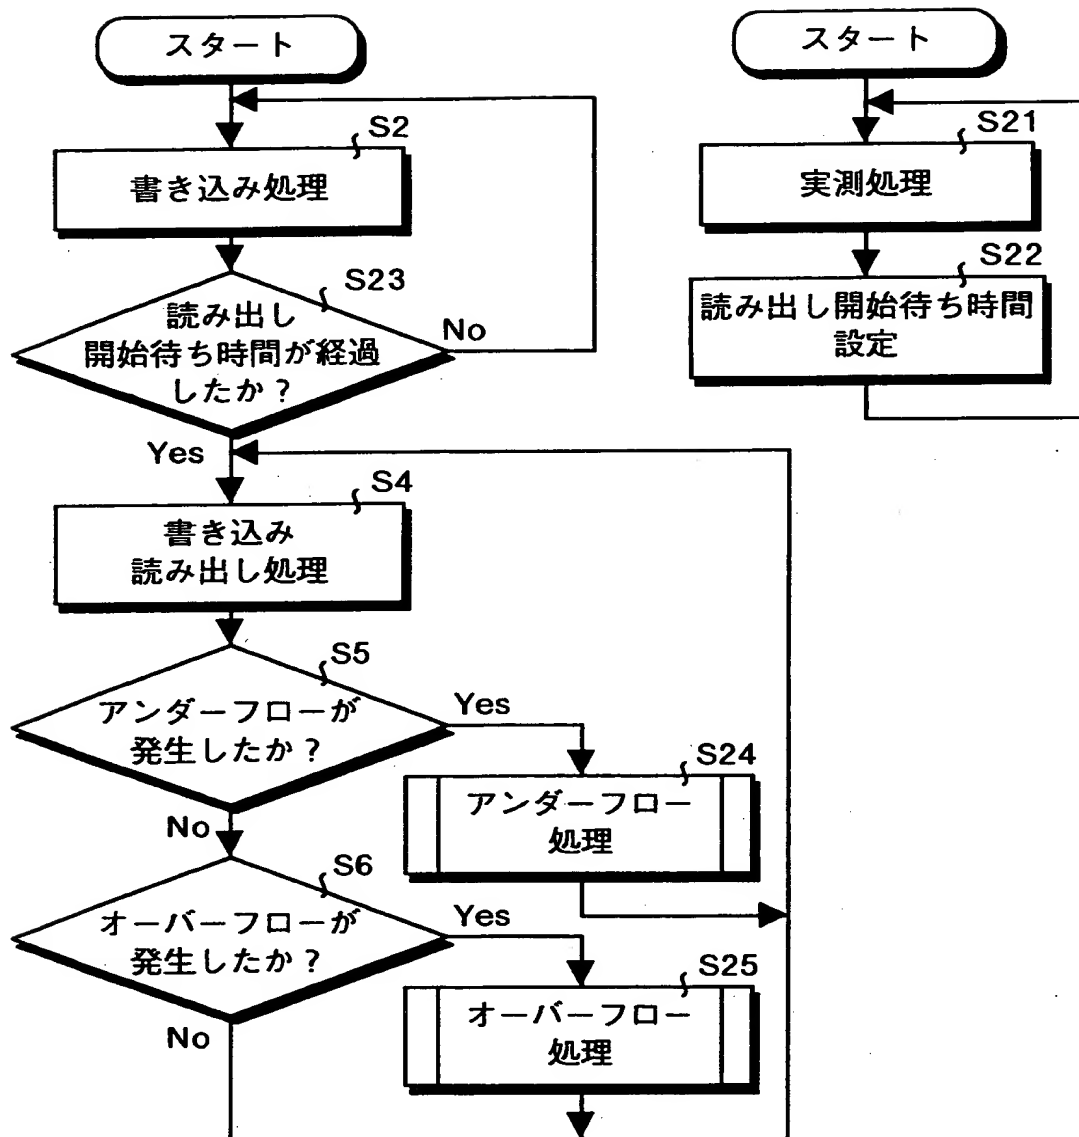 スタート
S2
書き込み処理
S23
読み出し
開始待ち時間が経過
したか？
No
Yes
S4
書き込み
読み出し処理
S5
アンダーフローが
発生したか？
Yes
No
S24
アンダーフロー
処理
S6
オーバーフローが
発生したか？
Yes
No
S25
オーバーフロー
処理
スタート
S21
実測処理
S22
読み出し開始待ち時間
設定